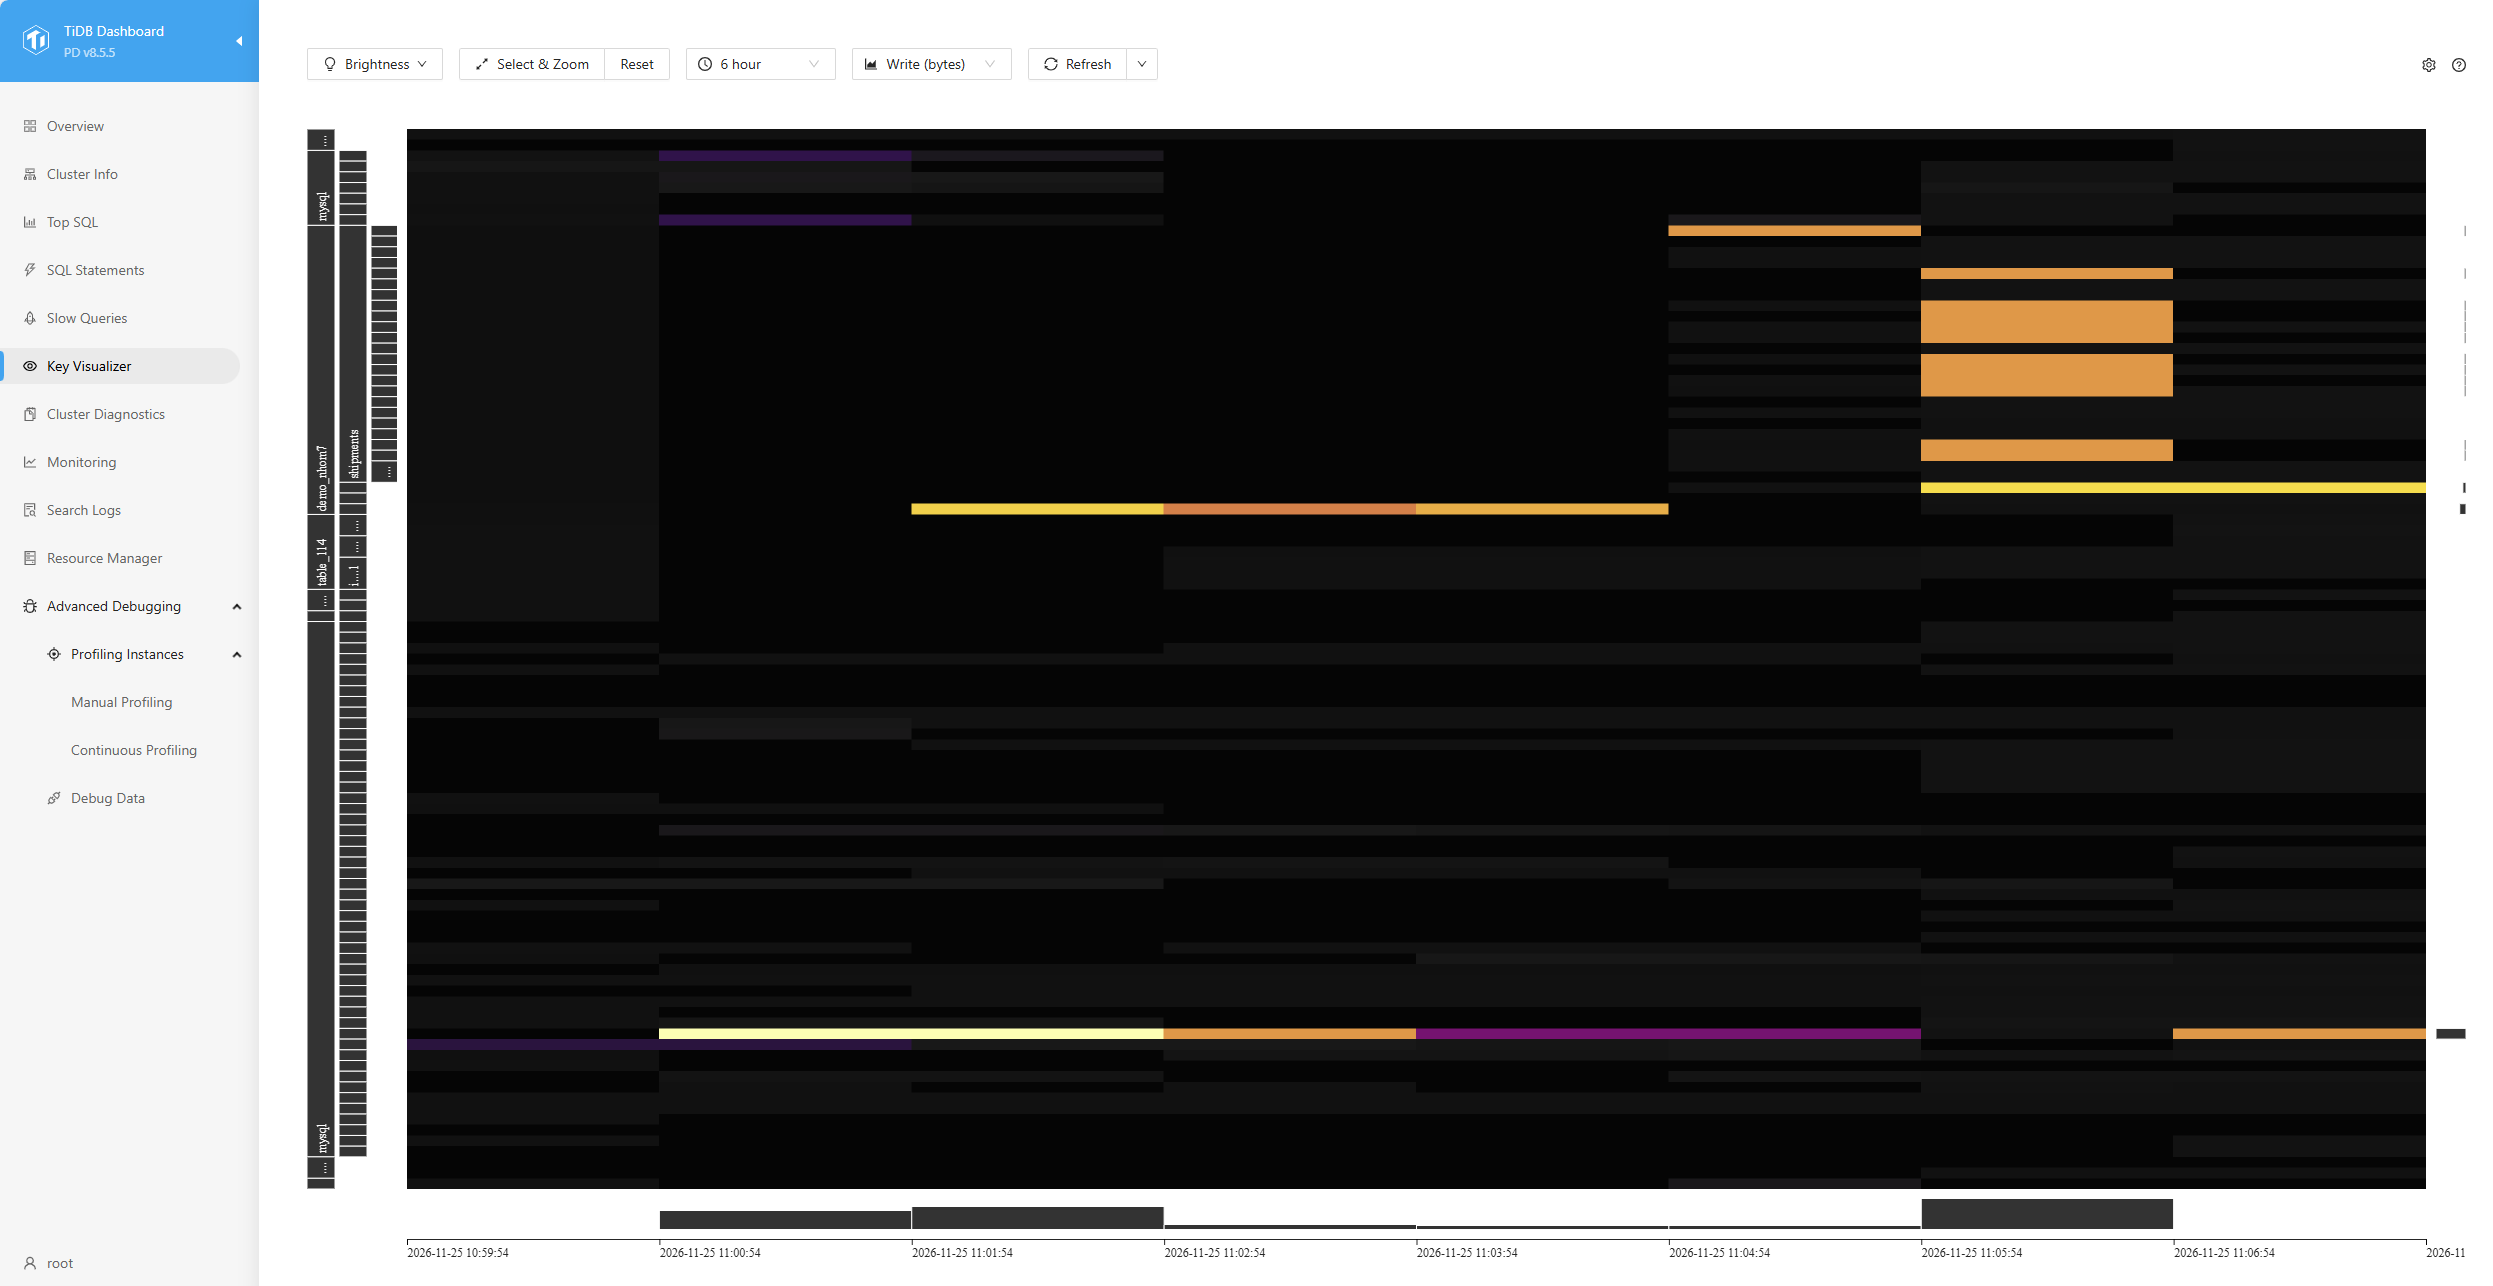 TiDB Dashboard
PD v8.5.5
Brightness
Select & Zoom
Reset
6 hour
Write (bytes)
Refresh
Overview
Cluster Info
Top SQL
SQL Statements
Slow Queries
Key Visualizer
Cluster Diagnostics
Monitoring
Search Logs
Resource Manager
Advanced Debugging
Profiling Instances
Manual Profiling
Continuous Profiling
Debug Data
root
...
mysql
demo_nhom7
shipments
...
table_114
...
...
i....1
...
mysql
...
2026-11-25 10:59:54
2026-11-25 11:00:54
2026-11-25 11:01:54
2026-11-25 11:02:54
2026-11-25 11:03:54
2026-11-25 11:04:54
2026-11-25 11:05:54
2026-11-25 11:06:54
2026-11